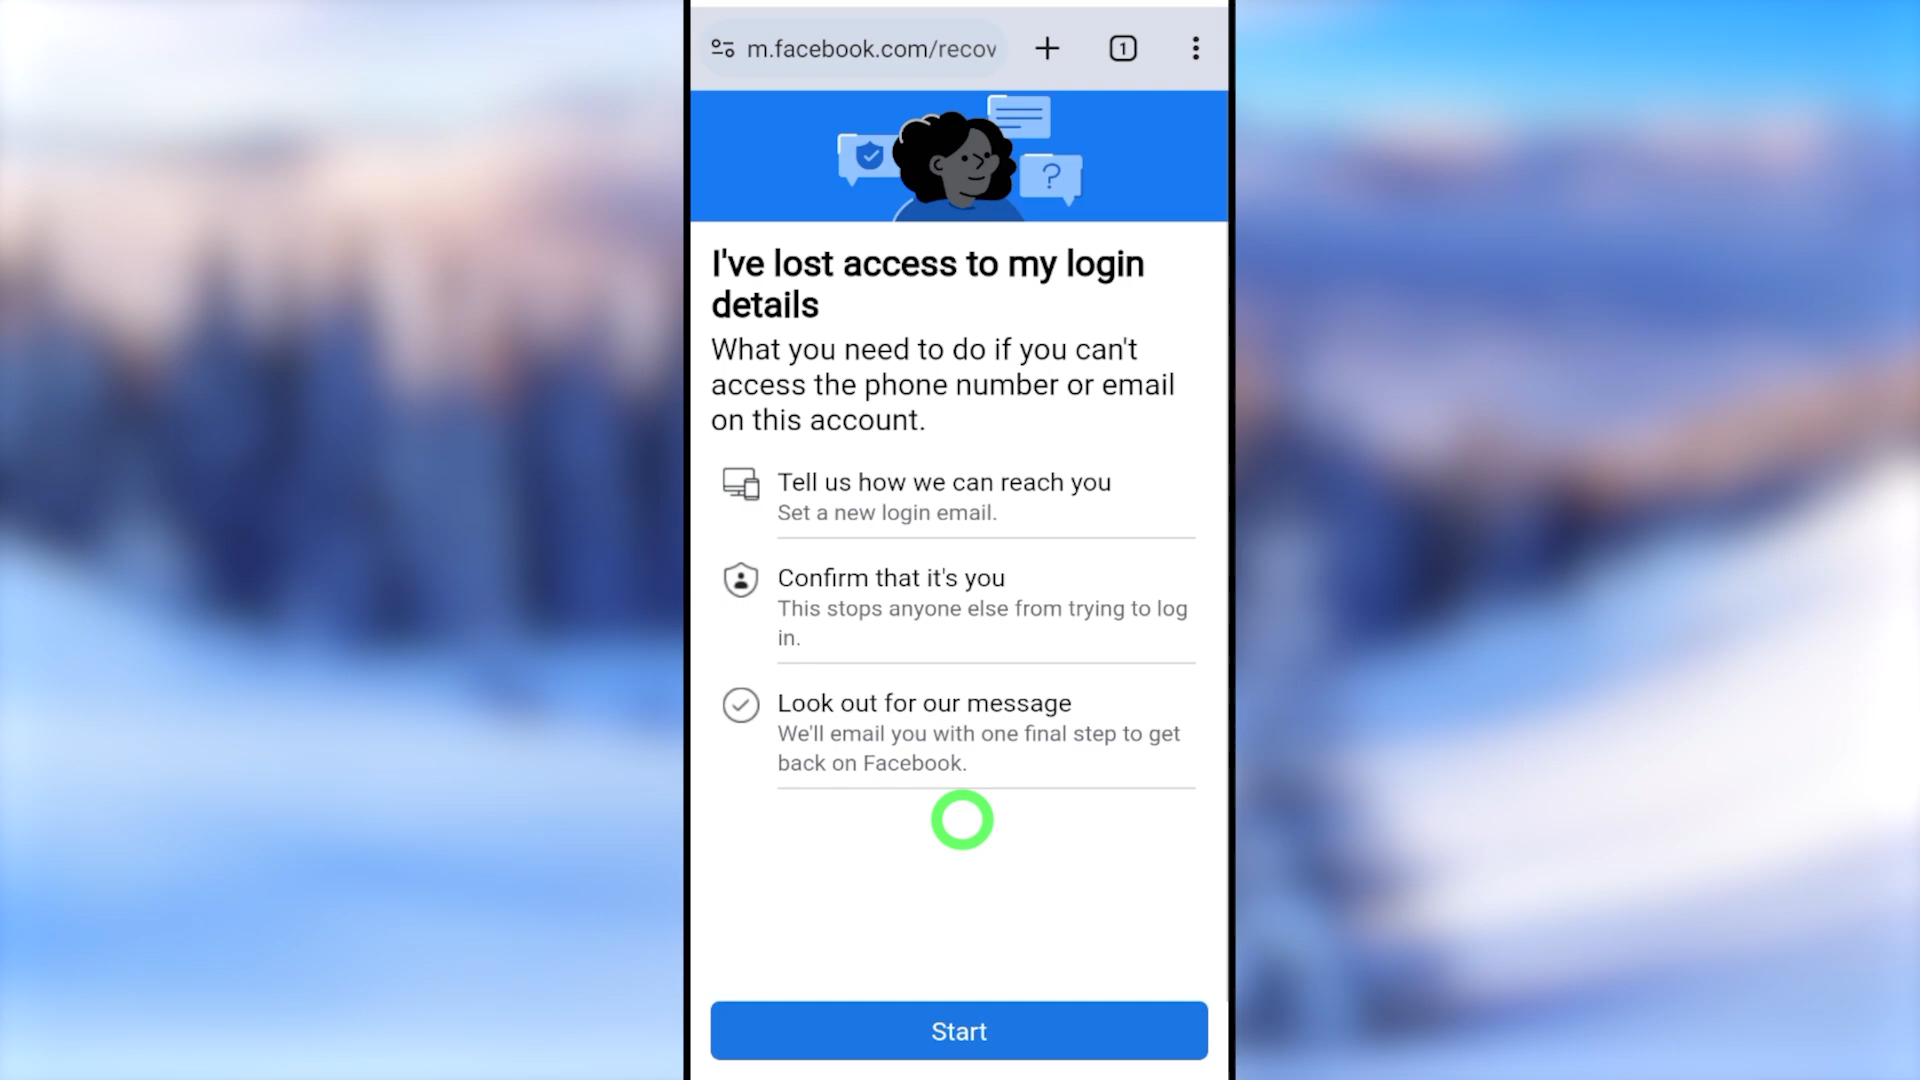 m.facebook.com/recov
1
?
I've lost access to my login
details
What you need to do if you can't
access the phone number or email
on this account.
Tell us how we can reach you
Set a new login email.
Confirm that it's you
This stops anyone else from trying to log
in.
Look out for our message
We'll email you with one final step to get
back on Facebook.
Start